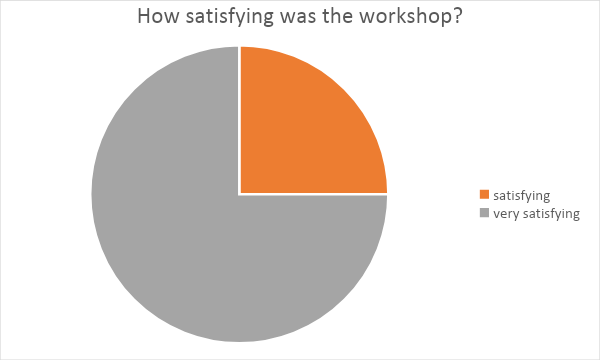 How satisfying was the workshop?
satisfying
very satisfying